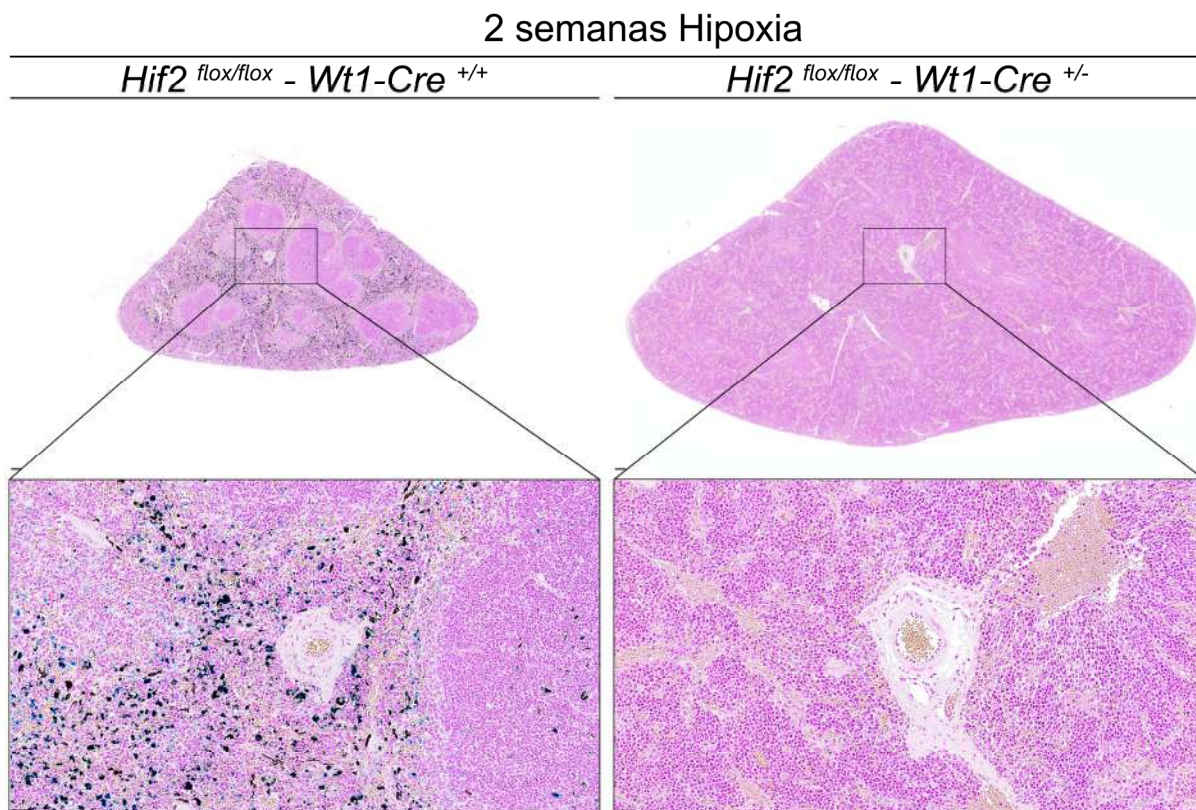 2 semanas Hipoxia
Hif2 flox/flox - Wt1-Cre +/+
Hif2 flox/flox - Wt1-Cre +/-